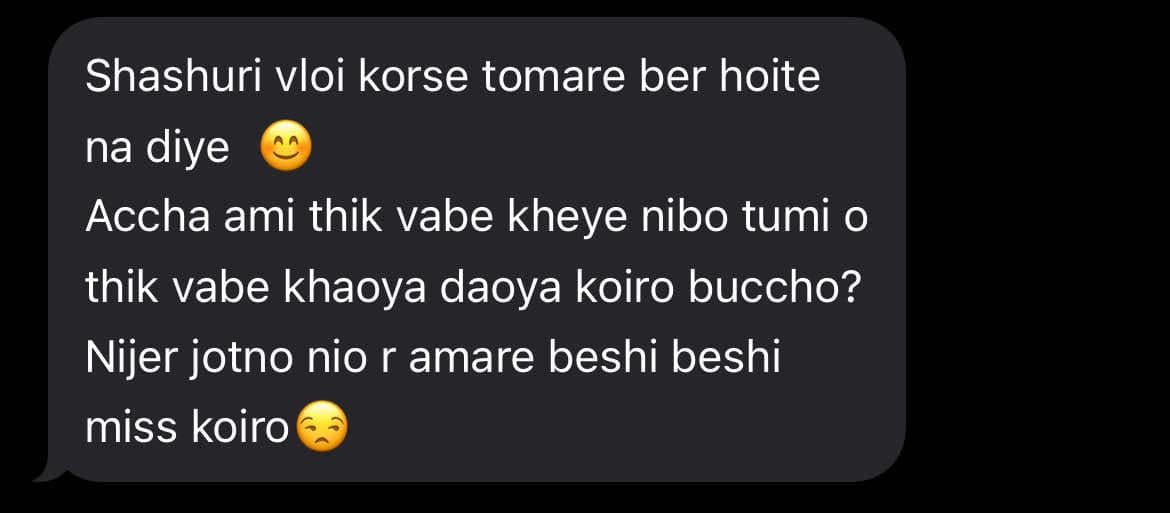 Shashuri vloi korse tomare ber hoite
na diye 😊
Accha ami thik vabe kheye nibo tumi o
thik vabe khaoya daoya koiro buccho?
Nijer jotno nio r amare beshi beshi
miss koiro😒